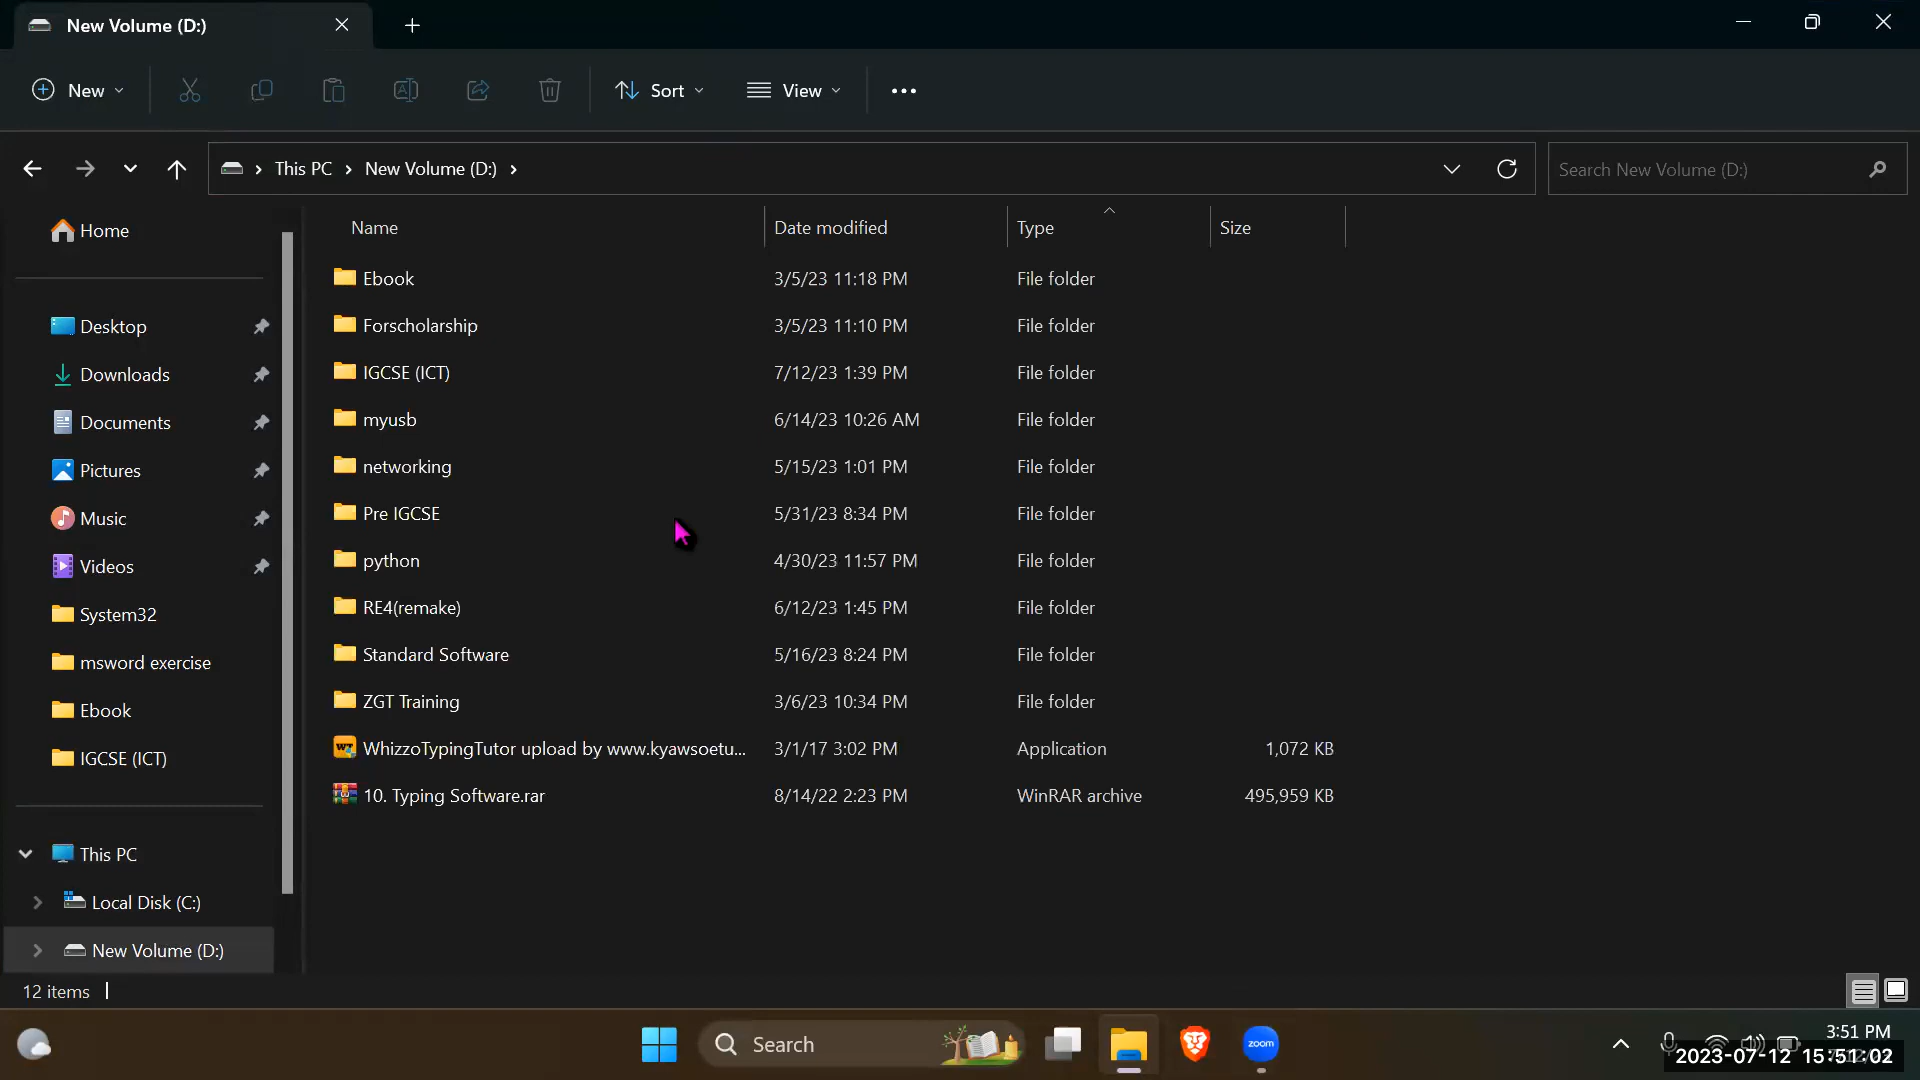 New Volume (D:)
New Sort View
This PC New Volume (D:) Search New Volume (D:)
Home
Desktop
Downloads
Documents
Pictures
Music
Videos
System32
msword exercise
Ebook
IGCSE (ICT)
This PC
Local Disk (C:)
New Volume (D:)
Name Date modified Type Size
Ebook 3/5/23 11:18 PM File folder
Forscholarship 3/5/23 11:10 PM File folder
IGCSE (ICT) 7/12/23 1:39 PM File folder
myusb 6/14/23 10:26 AM File folder
networking 5/15/23 1:01 PM File folder
Pre IGCSE 5/31/23 8:34 PM File folder
python 4/30/23 11:57 PM File folder
RE4(remake) 6/12/23 1:45 PM File folder
Standard Software 5/16/23 8:24 PM File folder
ZGT Training 3/6/23 10:34 PM File folder
WT WhizzoTypingTutor upload by www.kyawsoetu... 3/1/17 3:02 PM Application 1,072 KB
10. Typing Software.rar 8/14/22 2:23 PM WinRAR archive 495,959 KB
12 items
Search zoom 3:51 PM
2023-07-12 15:51:02